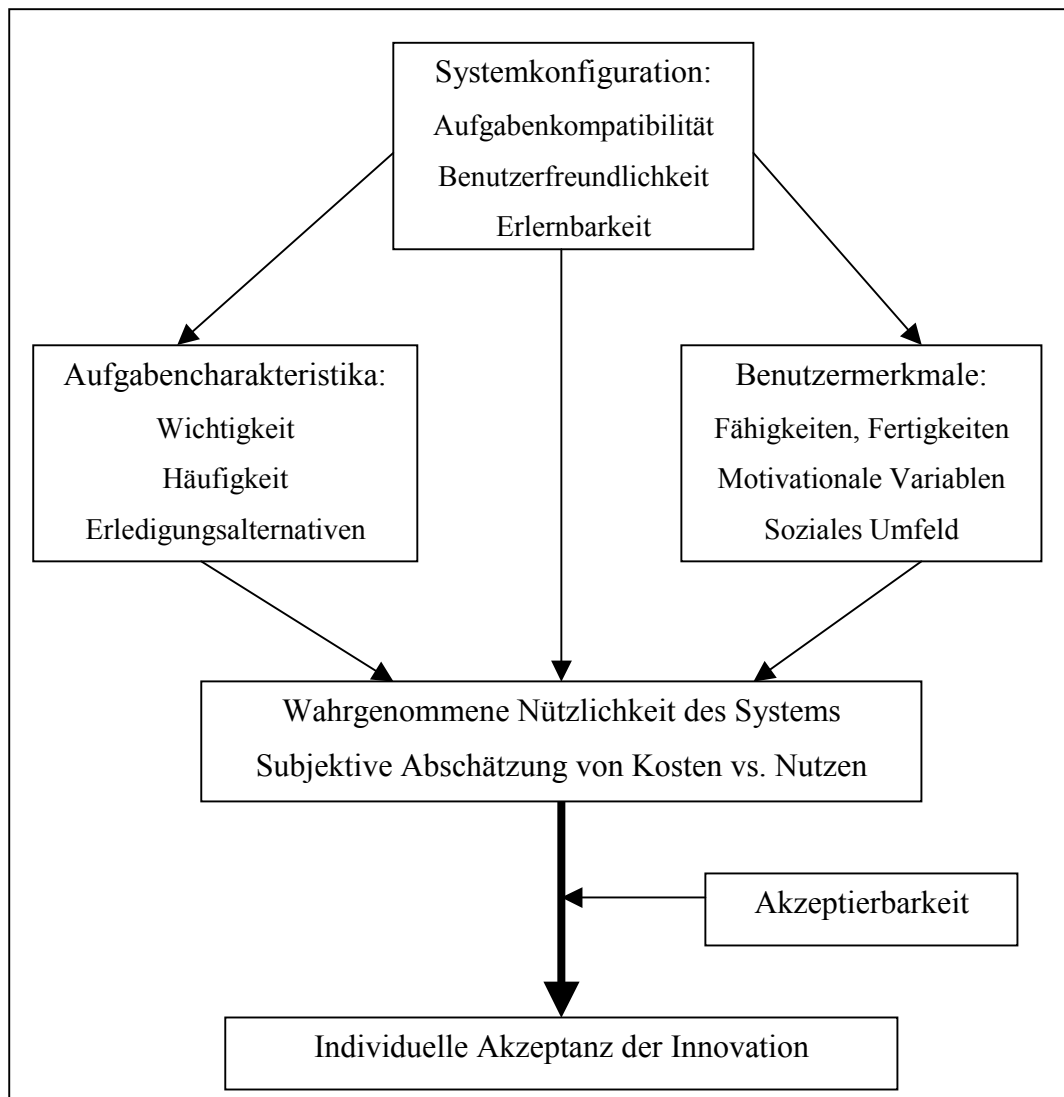 Systemkonfiguration:
Aufgabenkompatibilität
Benutzerfreundlichkeit
Erlernbarkeit
Aufgabencharakteristika:
Wichtigkeit
Häufigkeit
Erledigungsalternativen
Benutzermerkmale:
Fähigkeiten, Fertigkeiten
Motivationale Variablen
Soziales Umfeld
Wahrgenommene Nützlichkeit des Systems
Subjektive Abschätzung von Kosten vs. Nutzen
Akzeptierbarkeit
Individuelle Akzeptanz der Innovation